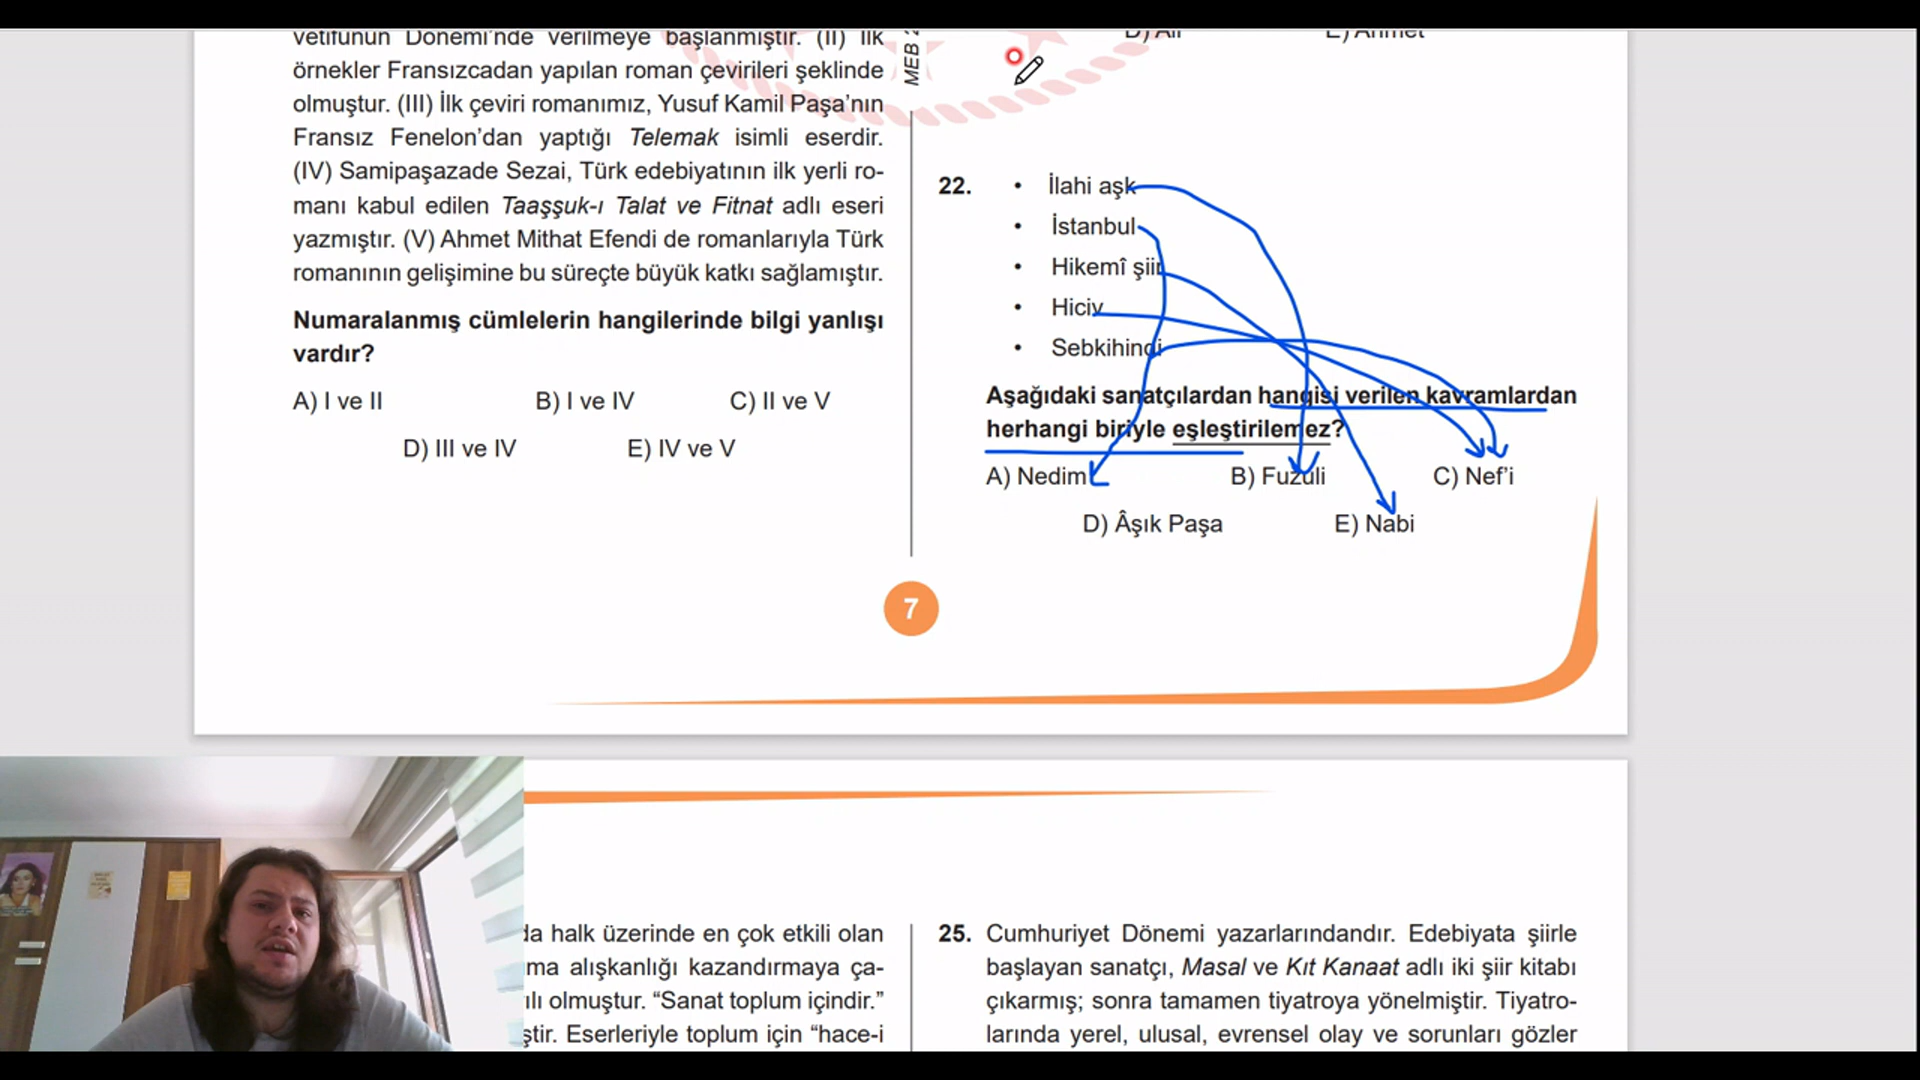 vetifünun Dönemi’nde verilmeye başlanmıştır. (II) İlk
örnekler Fransızcadan yapılan roman çevirileri şeklinde
olmuştur. (III) İlk çeviri romanımız, Yusuf Kamil Paşa’nın
Fransız Fenelon’dan yaptığı Telemak isimli eserdir.
(IV) Samipaşazade Sezai, Türk edebiyatının ilk yerli ro-
manı kabul edilen Taaşşuk-ı Talat ve Fitnat adlı eseri
yazmıştır. (V) Ahmet Mithat Efendi de romanlarıyla Türk
romanının gelişimine bu süreçte büyük katkı sağlamıştır.
Numaralanmış cümlelerin hangilerinde bilgi yanlışı
vardır?
A) I ve II B) I ve IV C) II ve V
D) III ve IV E) IV ve V
MEB 2
D) Ali E) Ahmet
22. • İlahi aşk
• İstanbul
• Hikemî şiir
• Hiciv
• Sebkihindi
Aşağıdaki sanatçılardan hangisi verilen kavramlardan
herhangi biriyle eşleştirilemez?
A) Nedim B) Fuzuli C) Nef’i
D) Âşık Paşa E) Nabi
7
da halk üzerinde en çok etkili olan
ma alışkanlığı kazandırmaya ça-
ılı olmuştur. “Sanat toplum içindir.”
ştir. Eserleriyle toplum için “hace-i
25. Cumhuriyet Dönemi yazarlarındandır. Edebiyata şiirle
başlayan sanatçı, Masal ve Kıt Kanaat adlı iki şiir kitabı
çıkarmış; sonra tamamen tiyatroya yönelmiştir. Tiyatro-
larında yerel, ulusal, evrensel olay ve sorunları gözler